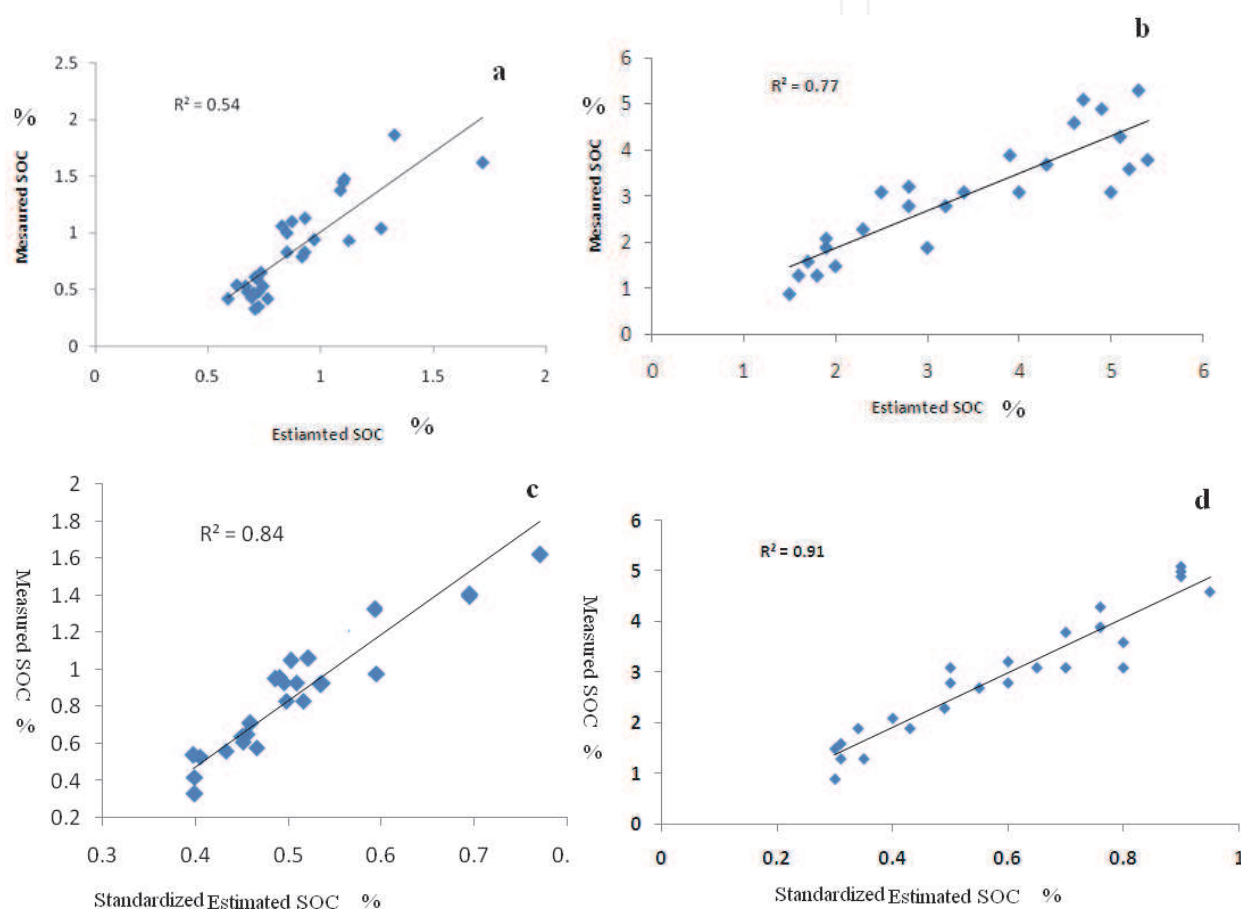 a
R² = 0.54
Mesaured SOC %
2.5
2
1.5
1
0.5
0
0 0.5 1 1.5 2
Estiamted SOC %
b
R² = 0.77
Mesaured SOC %
6
5
4
3
2
1
0
0 1 2 3 4 5 6
Estiamted SOC %
c
R² = 0.84
Measured SOC %
2
1.8
1.6
1.4
1.2
1
0.8
0.6
0.4
0.2
0.3 0.4 0.5 0.6 0.7 0.
Standardized Estimated SOC %
d
R² = 0.91
Measured SOC %
6
5
4
3
2
1
0
0 0.2 0.4 0.6 0.8 1
Standardized Estimated SOC %